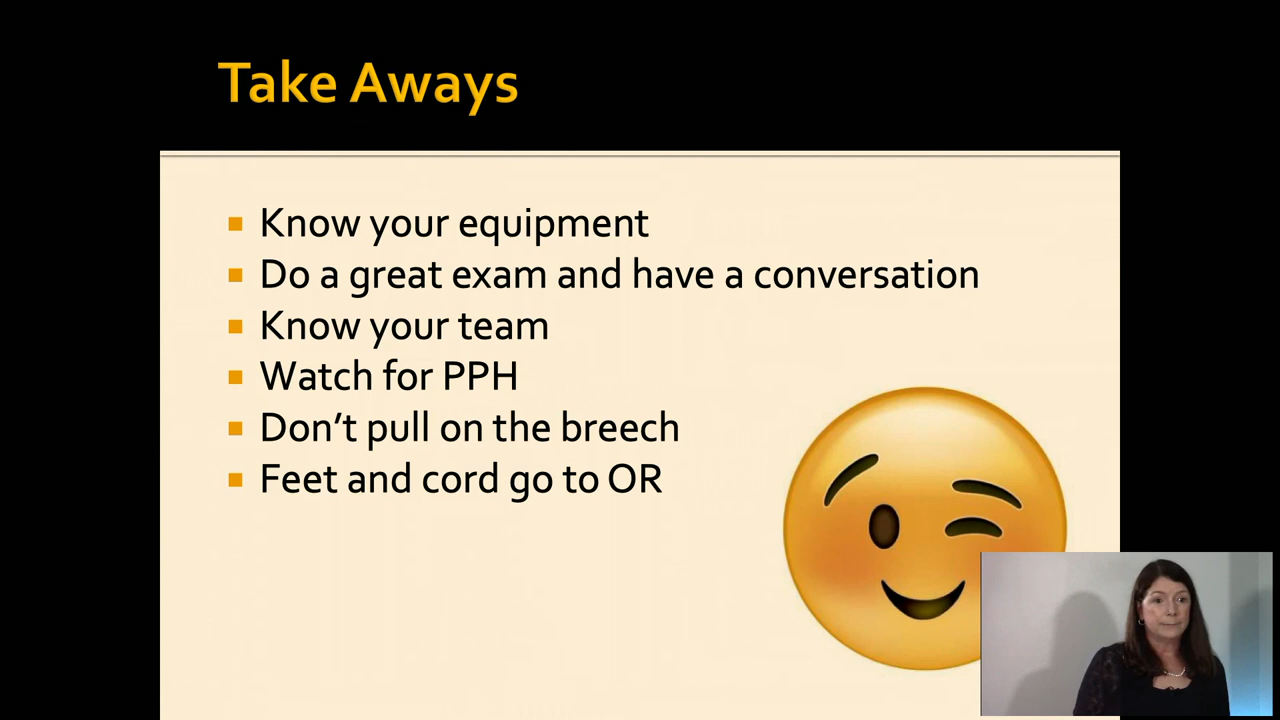 Take Aways
Know your equipment
Do a great exam and have a conversation
Know your team
Watch for PPH
Don’t pull on the breech
Feet and cord go to OR